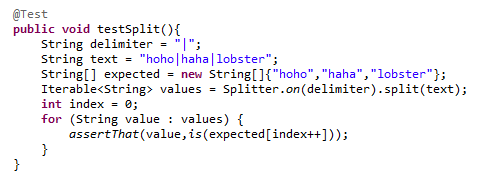 @Test
public void testSplit(){
    String delimiter = "|";
    String text = "hoho|haha|lobster";
    String[] expected = new String[]{"hoho","haha","lobster"};
    Iterable<String> values = Splitter.on(delimiter).split(text);
    int index = 0;
    for (String value : values) {
        assertThat(value,is(expected[index++]));
    }
}